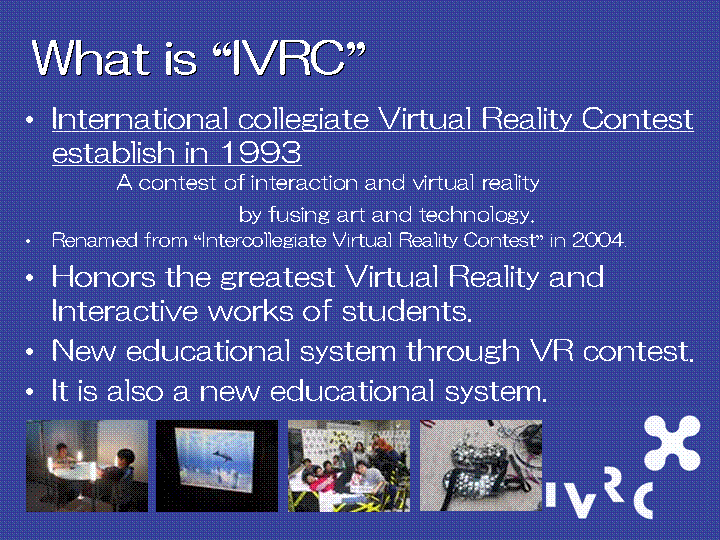 What is “IVRC”
• International collegiate Virtual Reality Contest
establish in 1993
A contest of interaction and virtual reality
by fusing art and technology.
• Renamed from “Intercollegiate Virtual Reality Contest” in 2004.
• Honors the greatest Virtual Reality and
Interactive works of students.
• New educational system through VR contest.
• It is also a new educational system.
IVRC